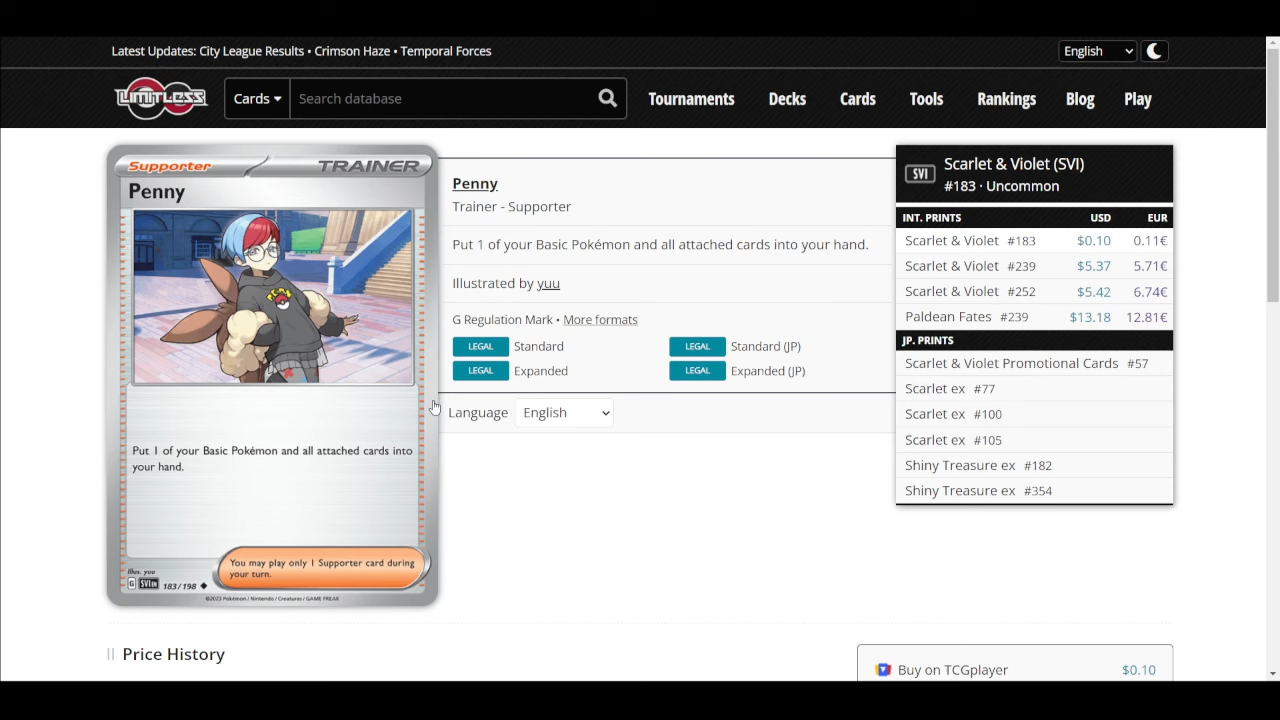 Latest Updates: City League Results • Crimson Haze • Temporal Forces
English
LIMITLESS
Cards
Search database
Tournaments
Decks
Cards
Tools
Rankings
Blog
Play
Supporter
TRAINER
Penny
Put 1 of your Basic Pokémon and all attached cards into
your hand.
You may play only 1 Supporter card during
your turn.
Illus. yuu
G SVI EN 183/198
©2023 Pokémon / Nintendo / Creatures / GAME FREAK
Penny
Trainer - Supporter
Put 1 of your Basic Pokémon and all attached cards into your hand.
Illustrated by yuu
G Regulation Mark • More formats
LEGAL Standard
LEGAL Standard (JP)
LEGAL Expanded
LEGAL Expanded (JP)
Language English
SVI
Scarlet & Violet (SVI)
#183 · Uncommon
INT. PRINTS USD EUR
Scarlet & Violet #183 $0.10 0.11€
Scarlet & Violet #239 $5.37 5.71€
Scarlet & Violet #252 $5.42 6.74€
Paldean Fates #239 $13.18 12.81€
JP. PRINTS
Scarlet & Violet Promotional Cards #57
Scarlet ex #77
Scarlet ex #100
Scarlet ex #105
Shiny Treasure ex #182
Shiny Treasure ex #354
Price History
Buy on TCGplayer $0.10